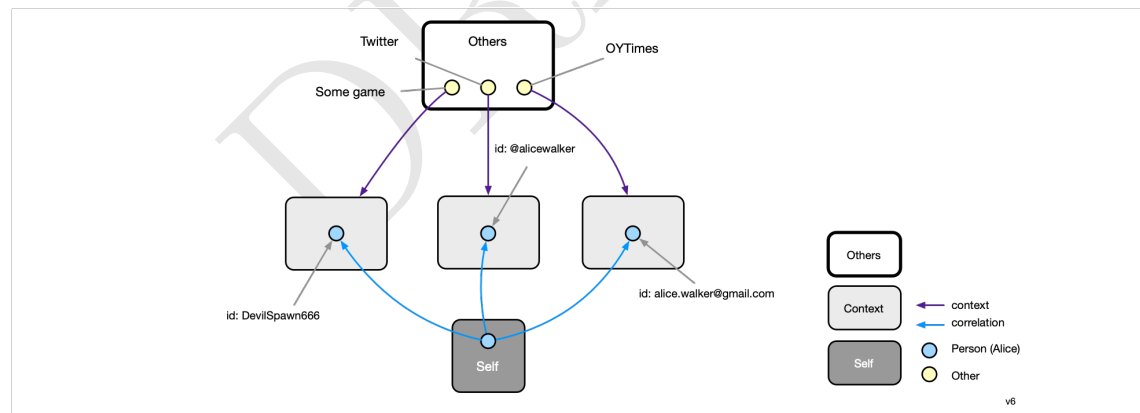 Twitter
Others
OYTimes
Some game
id: @alicewalker
id: DevilSpawn666
id: alice.walker@gmail.com
Self
Others
Context
context
correlation
Self
Person (Alice)
Other
v6